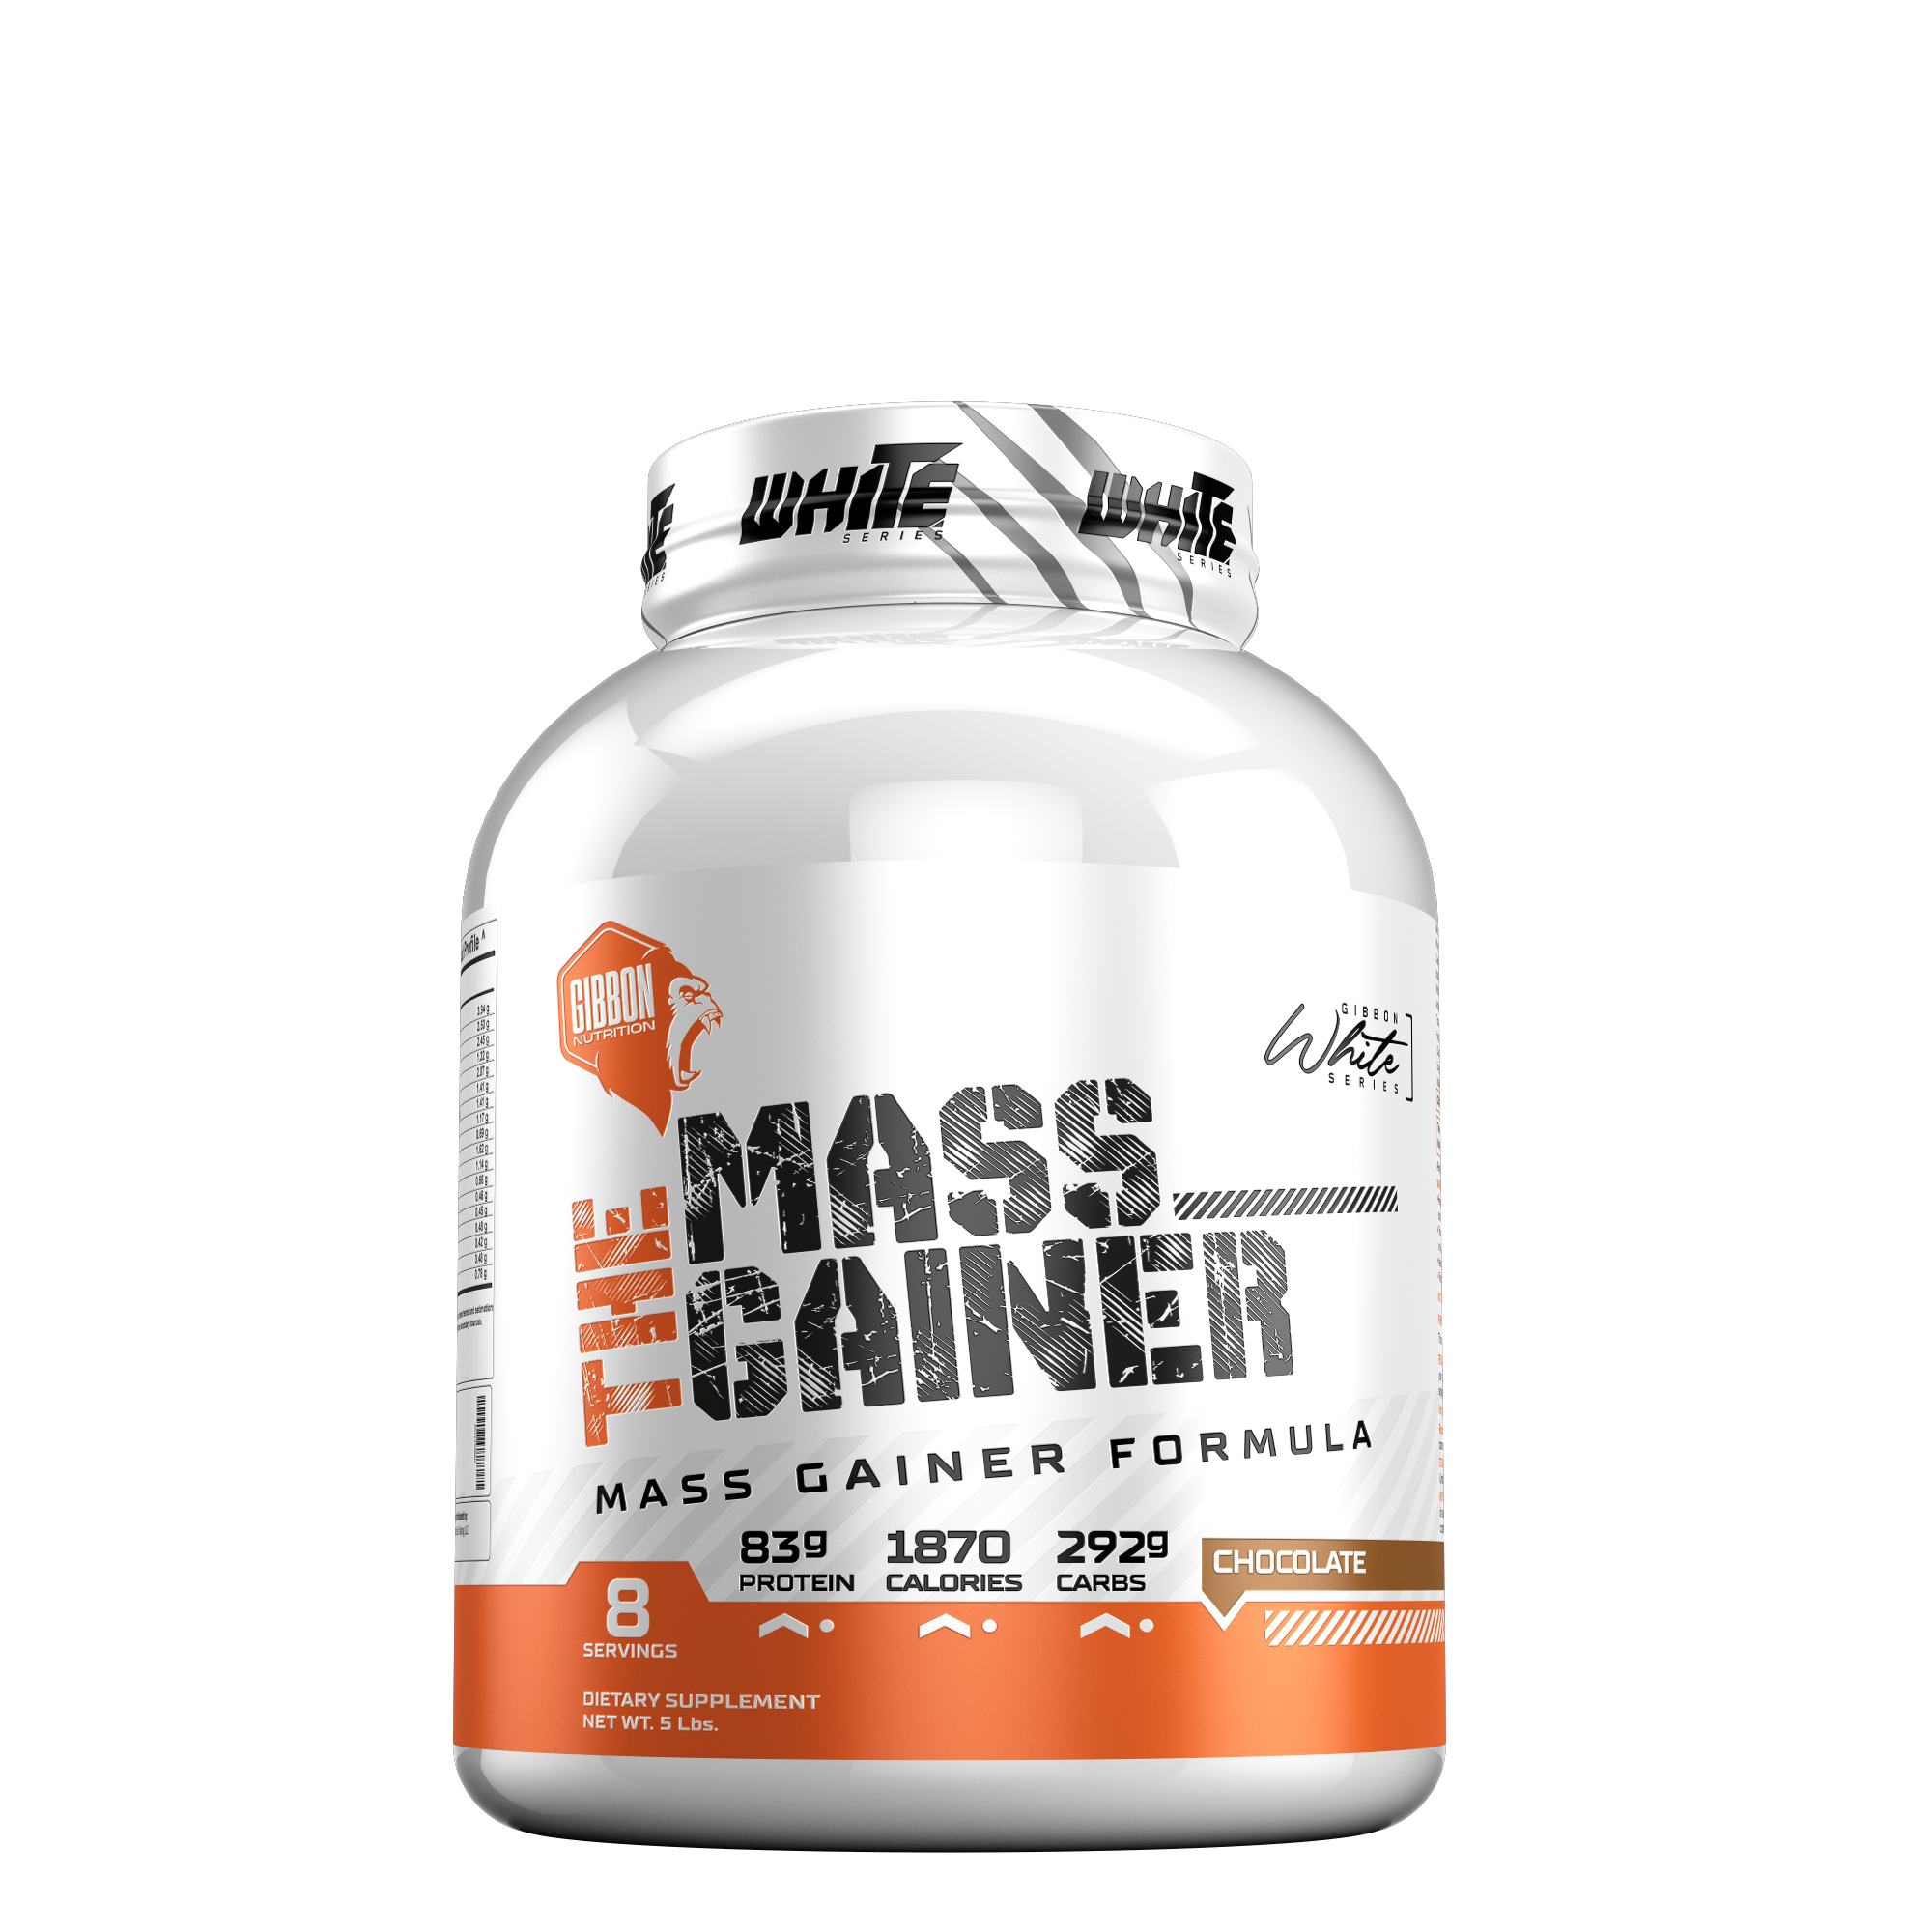 WHITE
SERIES
WHITE
SERIES
GIBBON
NUTRITION
GIBBON
White
SERIES
THE
MASS
GAINER
MASS GAINER FORMULA
83g
PROTEIN
1870
CALORIES
292g
CARBS
CHOCOLATE
8
SERVINGS
DIETARY SUPPLEMENT
NET WT. 5 Lbs.
Profile ^